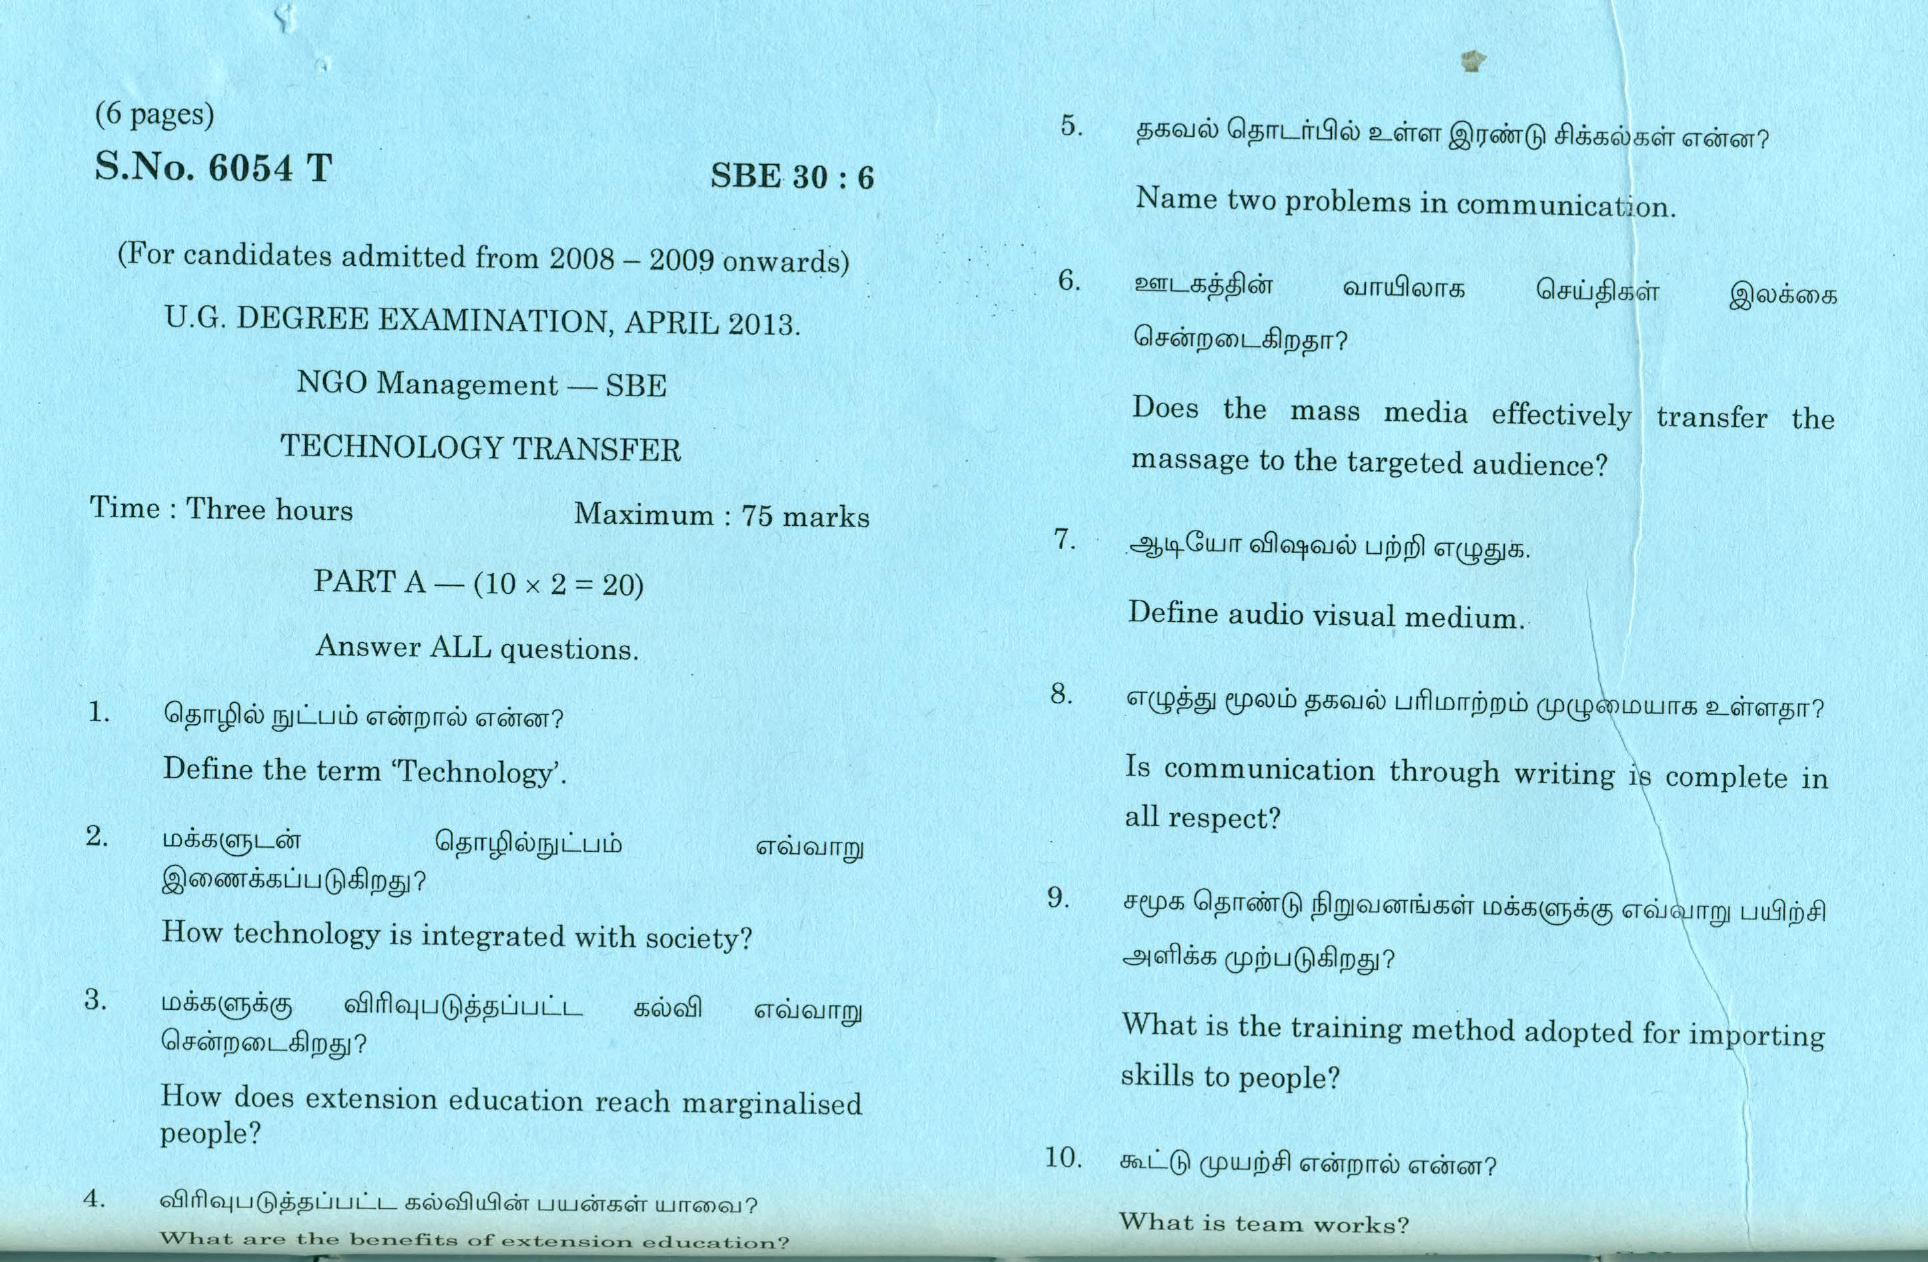 (6 pages)
S.No. 6054 T SBE 30 : 6
(For candidates admitted from 2008 – 2009 onwards)
U.G. DEGREE EXAMINATION, APRIL 2013.
NGO Management — SBE
TECHNOLOGY TRANSFER
Time : Three hours Maximum : 75 marks
PART A — (10 × 2 = 20)
Answer ALL questions.
1. தொழில் நுட்பம் என்றால் என்ன?
Define the term ‘Technology’.
2. மக்களுடன் தொழில்நுட்பம் எவ்வாறு
இணைக்கப்படுகிறது?
How technology is integrated with society?
3. மக்களுக்கு விரிவுபடுத்தப்பட்ட கல்வி எவ்வாறு
சென்றடைகிறது?
How does extension education reach marginalised
people?
4. விரிவுபடுத்தப்பட்ட கல்வியின் பயன்கள் யாவை?
What are the benefits of extension education?
5. தகவல் தொடர்பில் உள்ள இரண்டு சிக்கல்கள் என்ன?
Name two problems in communication.
6. ஊடகத்தின் வாயிலாக செய்திகள் இலக்கை
சென்றடைகிறதா?
Does the mass media effectively transfer the
massage to the targeted audience?
7. ஆடியோ விஷவல் பற்றி எழுதுக.
Define audio visual medium.
8. எழுத்து மூலம் தகவல் பரிமாற்றம் முழுமையாக உள்ளதா?
Is communication through writing is complete in
all respect?
9. சமூக தொண்டு நிறுவனங்கள் மக்களுக்கு எவ்வாறு பயிற்சி
அளிக்க முற்படுகிறது?
What is the training method adopted for importing
skills to people?
10. கூட்டு முயற்சி என்றால் என்ன?
What is team works?